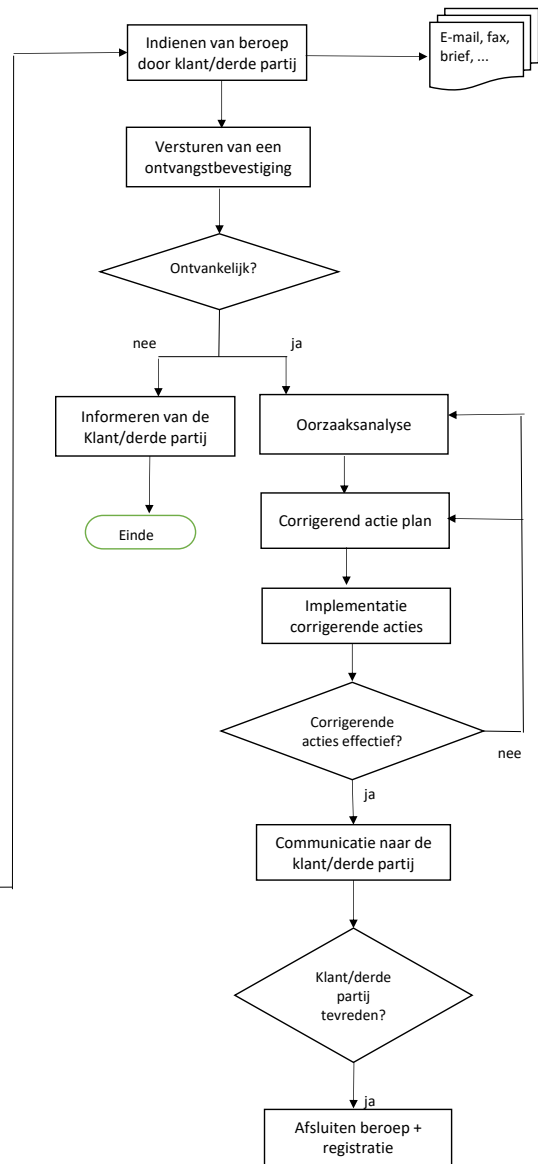 Indienen van beroep
door klant/derde partij
E-mail, fax,
brief, ...
Versturen van een
ontvangstbevestiging
Ontvankelijk?
nee
ja
Informeren van de
Klant/derde partij
Oorzaaksanalyse
Einde
Corrigerend actie plan
Implementatie
corrigerende acties
Corrigerende
acties effectief?
nee
ja
Communicatie naar de
klant/derde partij
Klant/derde
partij
tevreden?
ja
Afsluiten beroep +
registratie